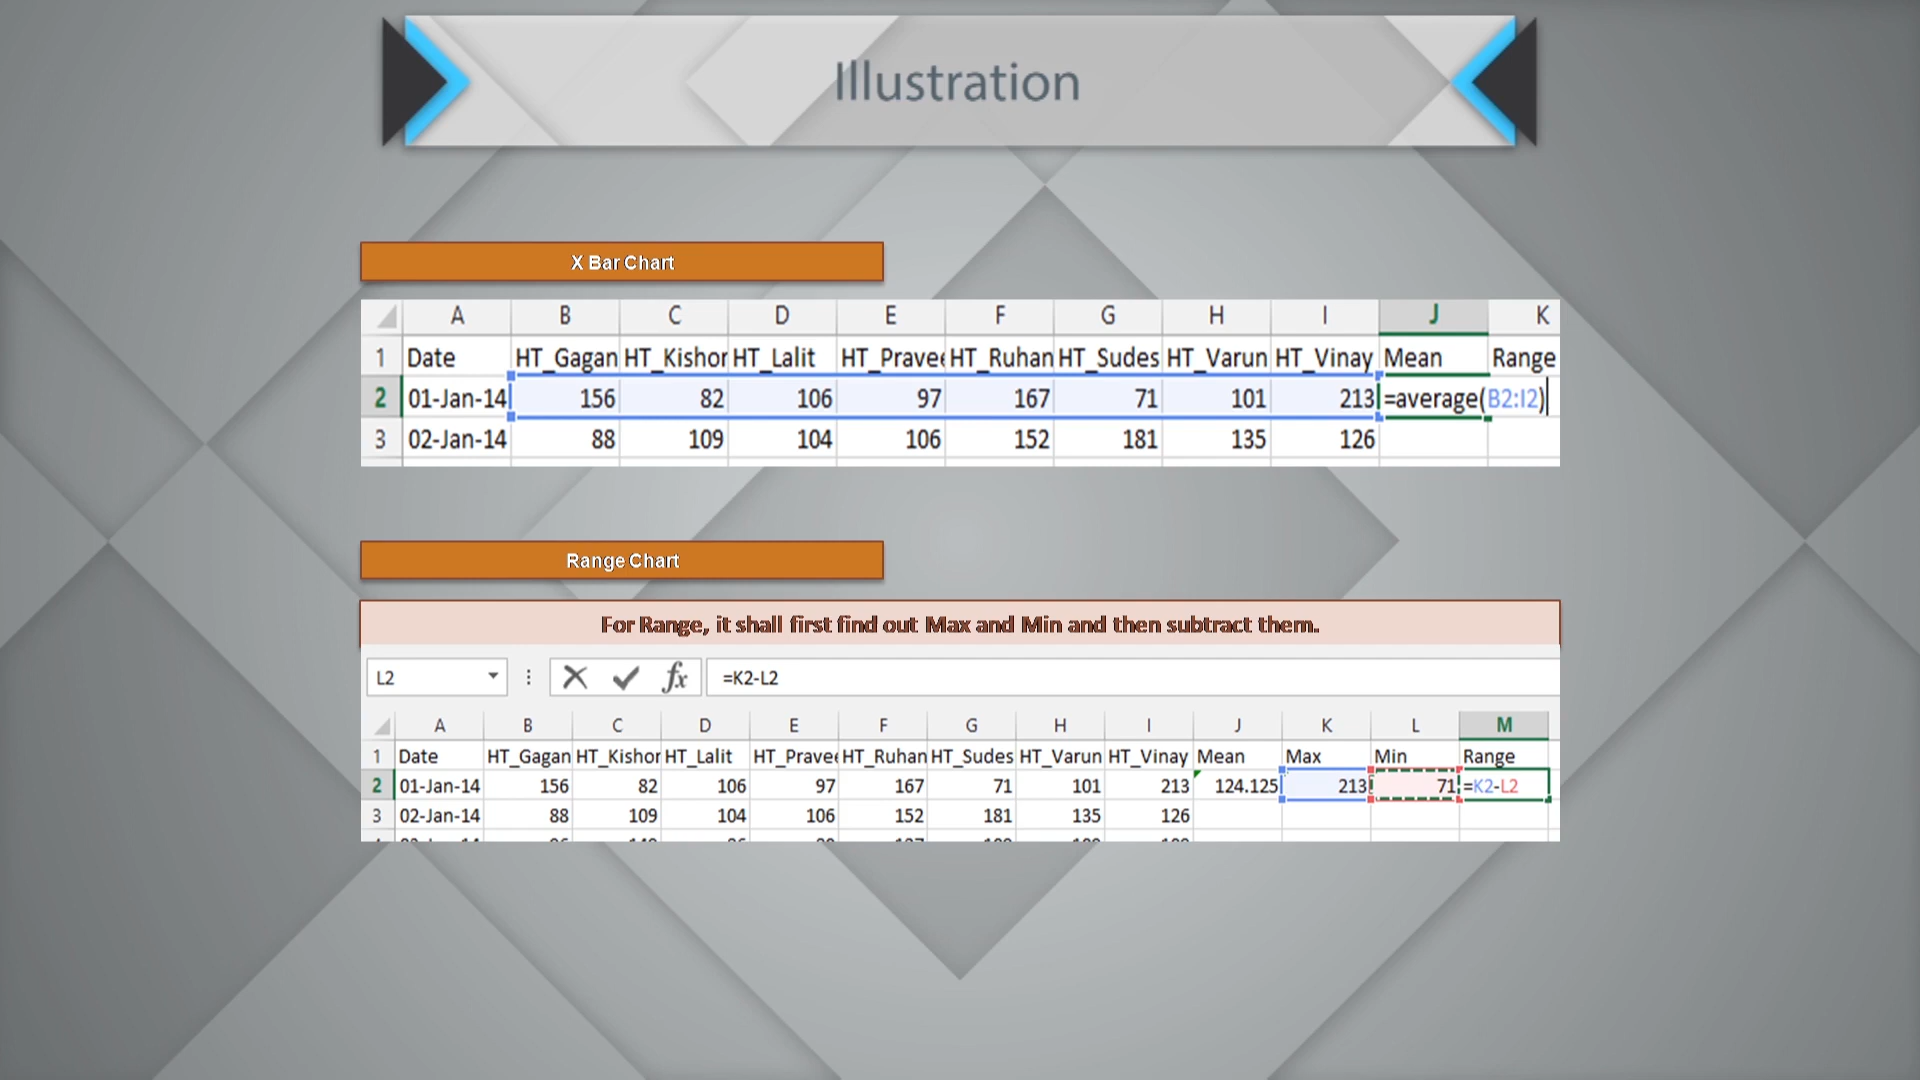 Illustration
X Bar Chart
A B C D E F G H I J K
1 Date HT_Gagan HT_Kishor HT_Lalit HT_Pravee HT_Ruhan HT_Sudes HT_Varun HT_Vinay Mean Range
2 01-Jan-14 156 82 106 97 167 71 101 213 =average(B2:I2)
3 02-Jan-14 88 109 104 106 152 181 135 126
Range Chart
For Range, it shall first find out Max and Min and then subtract them.
L2 fx =K2-L2
A B C D E F G H I J K L M
1 Date HT_Gagan HT_Kishor HT_Lalit HT_Pravee HT_Ruhan HT_Sudes HT_Varun HT_Vinay Mean Max Min Range
2 01-Jan-14 156 82 106 97 167 71 101 213 124.125 213 71 =K2-L2
3 02-Jan-14 88 109 104 106 152 181 135 126